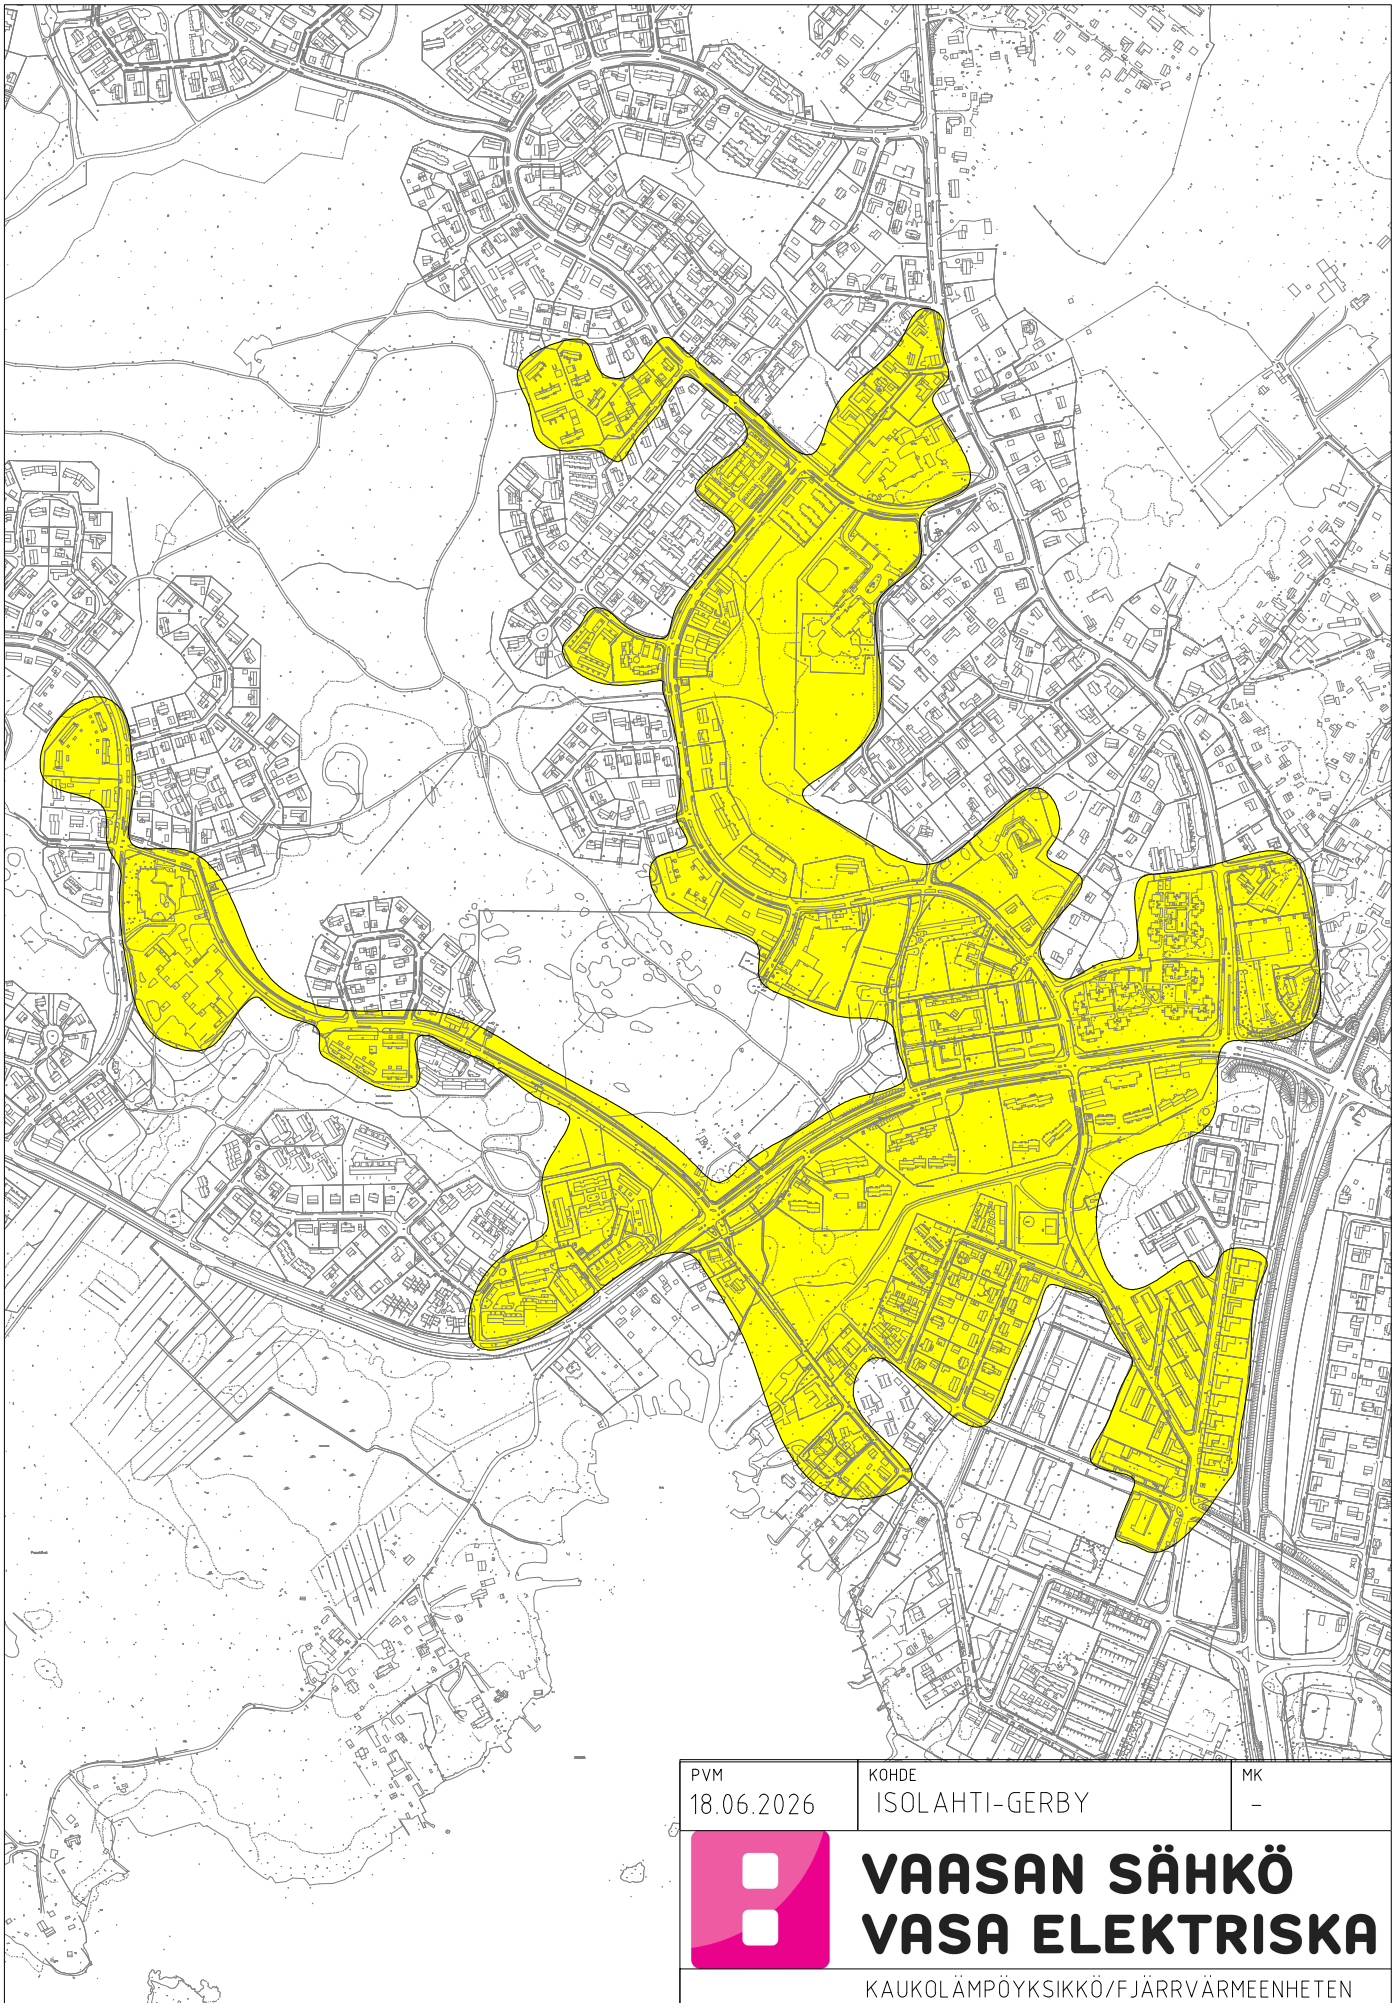 PVM
18.06.2026
KOHDE
ISOLAHTI-GERBY
MK
-
VAASAN SÄHKÖ
VASA ELEKTRISKA
KAUKOLÄMPÖYKSIKKÖ/FJÄRRVÄRMEENHETEN